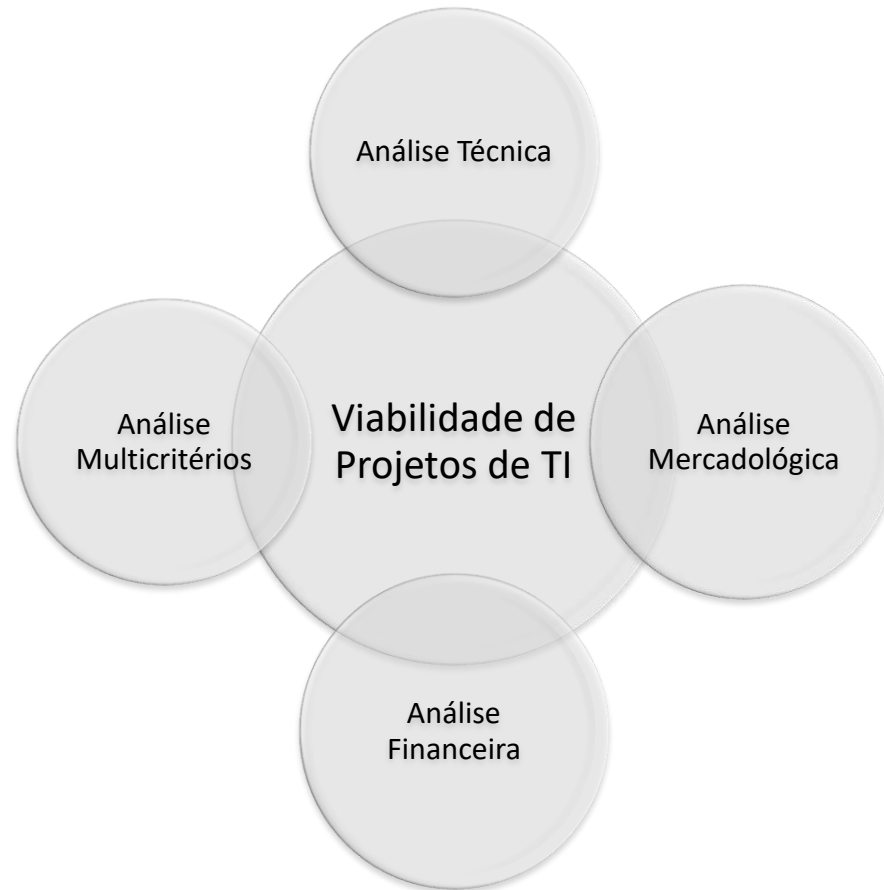 Análise Técnica
Análise
Multicritérios
Viabilidade de
Projetos de TI
Análise
Mercadológica
Análise
Financeira